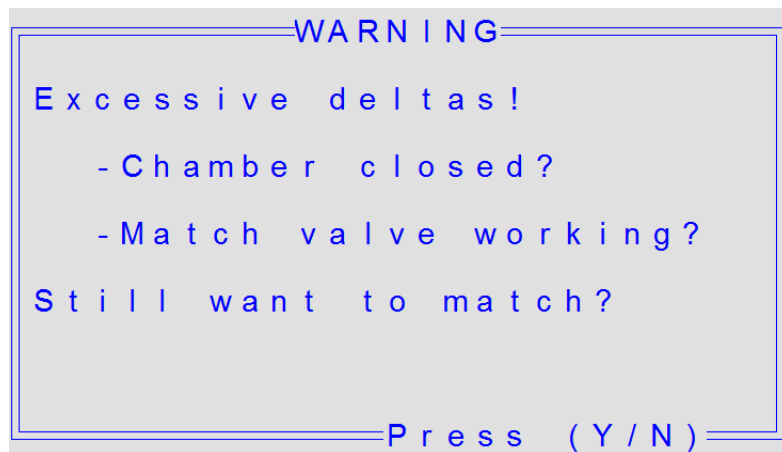 WARNING
Excessive deltas!
-Chamber closed?
-Match valve working?
Still want to match?
Press (Y/N)